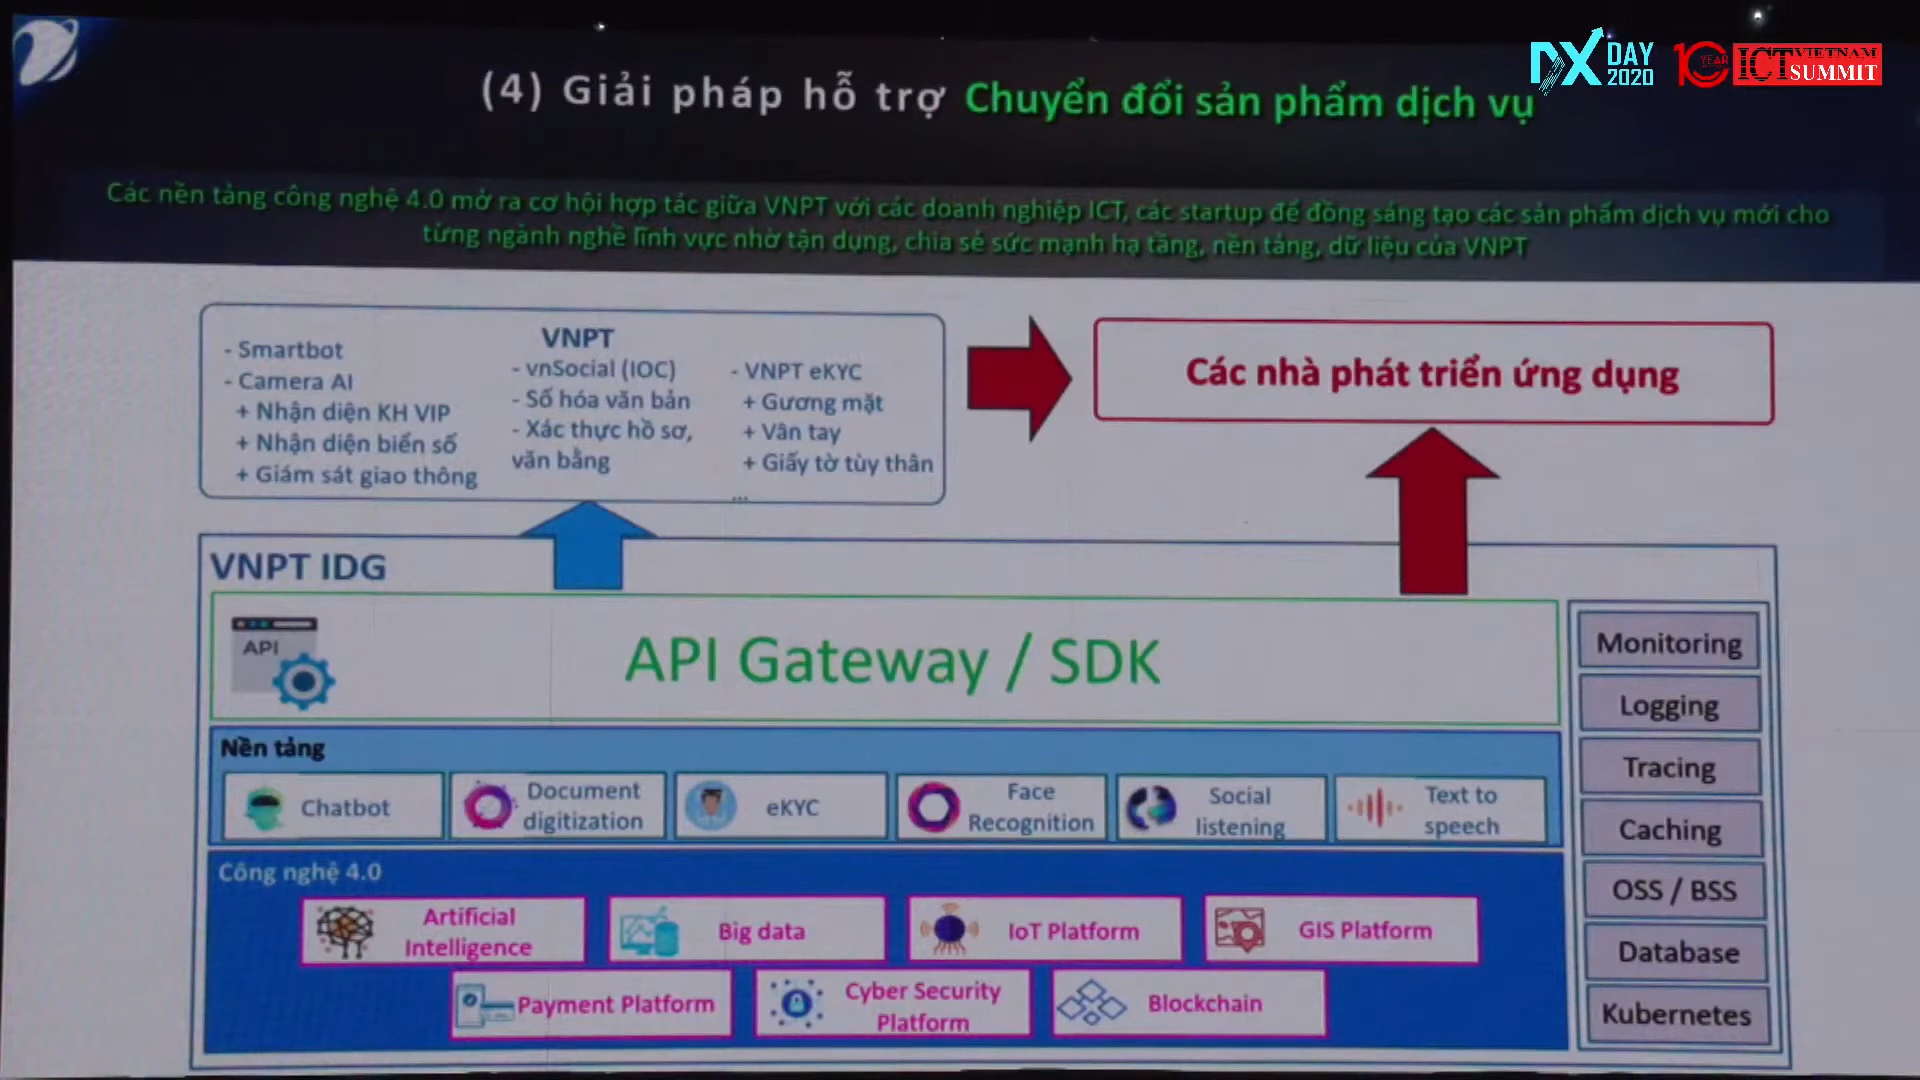 DX DAY 2020
10 YEAR ICT VIETNAM SUMMIT
(4) Giải pháp hỗ trợ Chuyển đổi sản phẩm dịch vụ
Các nền tảng công nghệ 4.0 mở ra cơ hội hợp tác giữa VNPT với các doanh nghiệp ICT, các startup để đồng sáng tạo các sản phẩm dịch vụ mới cho
từng ngành nghề lĩnh vực nhờ tận dụng, chia sẻ sức mạnh hạ tầng, nền tảng, dữ liệu của VNPT
VNPT
- Smartbot
- Camera AI
+ Nhận diện KH VIP
+ Nhận diện biển số
+ Giám sát giao thông
- vnSocial (IOC)
- Số hóa văn bản
- Xác thực hồ sơ,
văn bằng
- VNPT eKYC
+ Gương mặt
+ Vân tay
+ Giấy tờ tùy thân
...
Các nhà phát triển ứng dụng
VNPT IDG
API
API Gateway / SDK
Nền tảng
Chatbot
Document
digitization
eKYC
Face
Recognition
Social
listening
Text to
speech
Công nghệ 4.0
Artificial
Intelligence
Big data
IoT Platform
GIS Platform
Payment Platform
Cyber Security
Platform
Blockchain
Monitoring
Logging
Tracing
Caching
OSS / BSS
Database
Kubernetes